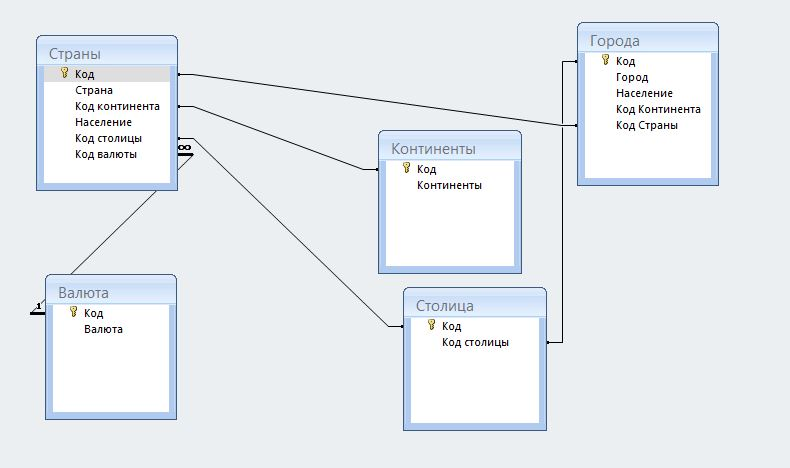 Страны
Код
Страна
Код континента
Население
Код столицы
Код валюты
∞
Города
Код
Город
Население
Код Континента
Код Страны
Континенты
Код
Континенты
1
Валюта
Код
Валюта
Столица
Код
Код столицы